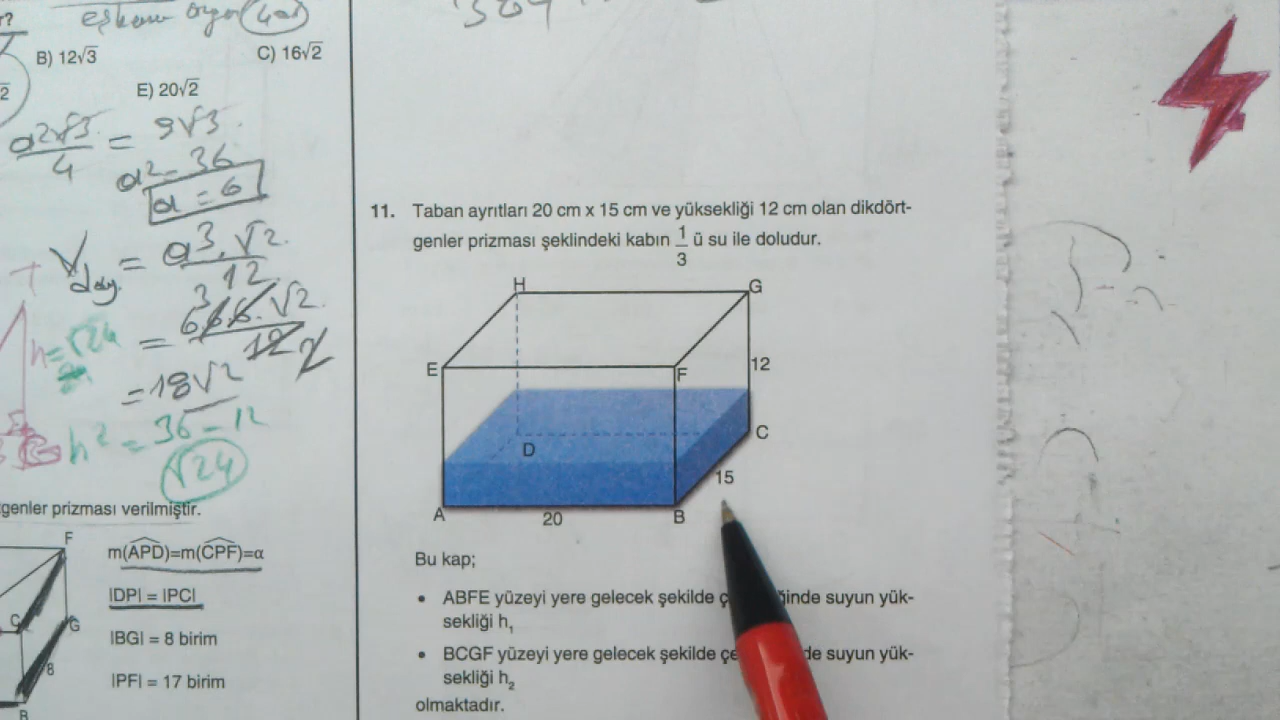 eşkenar üçgen
r?
B) 12√3
C) 16√2
E) 20√2
a²√3/4 = 9√3
a² = 36
a = 6
V = a³.√2/12
= 6.6.6.√2/12
= 18√2
h=√24
h² = 36 - 12
√24
genler prizması verilmiştir.
F
m(APD)=m(CPF)=α
|DP| = |PC|
C
G
|BG| = 8 birim
8
|PF| = 17 birim
B
11. Taban ayrıtları 20 cm x 15 cm ve yüksekliği 12 cm olan dikdört-
genler prizması şeklindeki kabın 1/3 ü su ile doludur.
H
G
E
F
12
D
C
15
A
20
B
Bu kap;
• ABFE yüzeyi yere gelecek şekilde suyun yük-
sekliği h₁
• BCGF yüzeyi yere gelecek şekilde suyun yük-
sekliği h₂
olmaktadır.